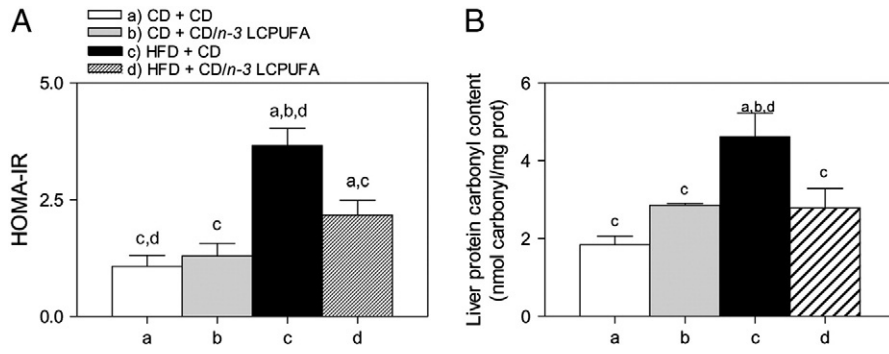 A
a) CD + CD
b) CD + CD/n-3 LCPUFA
c) HFD + CD
d) HFD + CD/n-3 LCPUFA
HOMA-IR
5.0
2.5
0.0
c,d
c
a,b,d
a,c
a
b
c
d
B
Liver protein carbonyl content
(nmol carbonyl/mg prot)
6
4
2
0
c
c
a,b,d
c
a
b
c
d